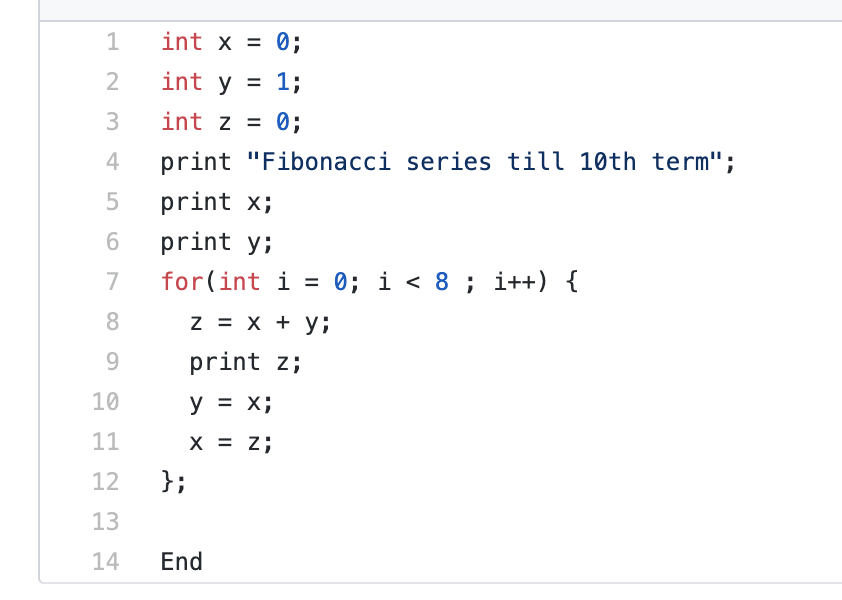 1 int x = 0;
2 int y = 1;
3 int z = 0;
4 print "Fibonacci series till 10th term";
5 print x;
6 print y;
7 for(int i = 0; i < 8 ; i++) {
8   z = x + y;
9   print z;
10   y = x;
11   x = z;
12 };
13
14 End